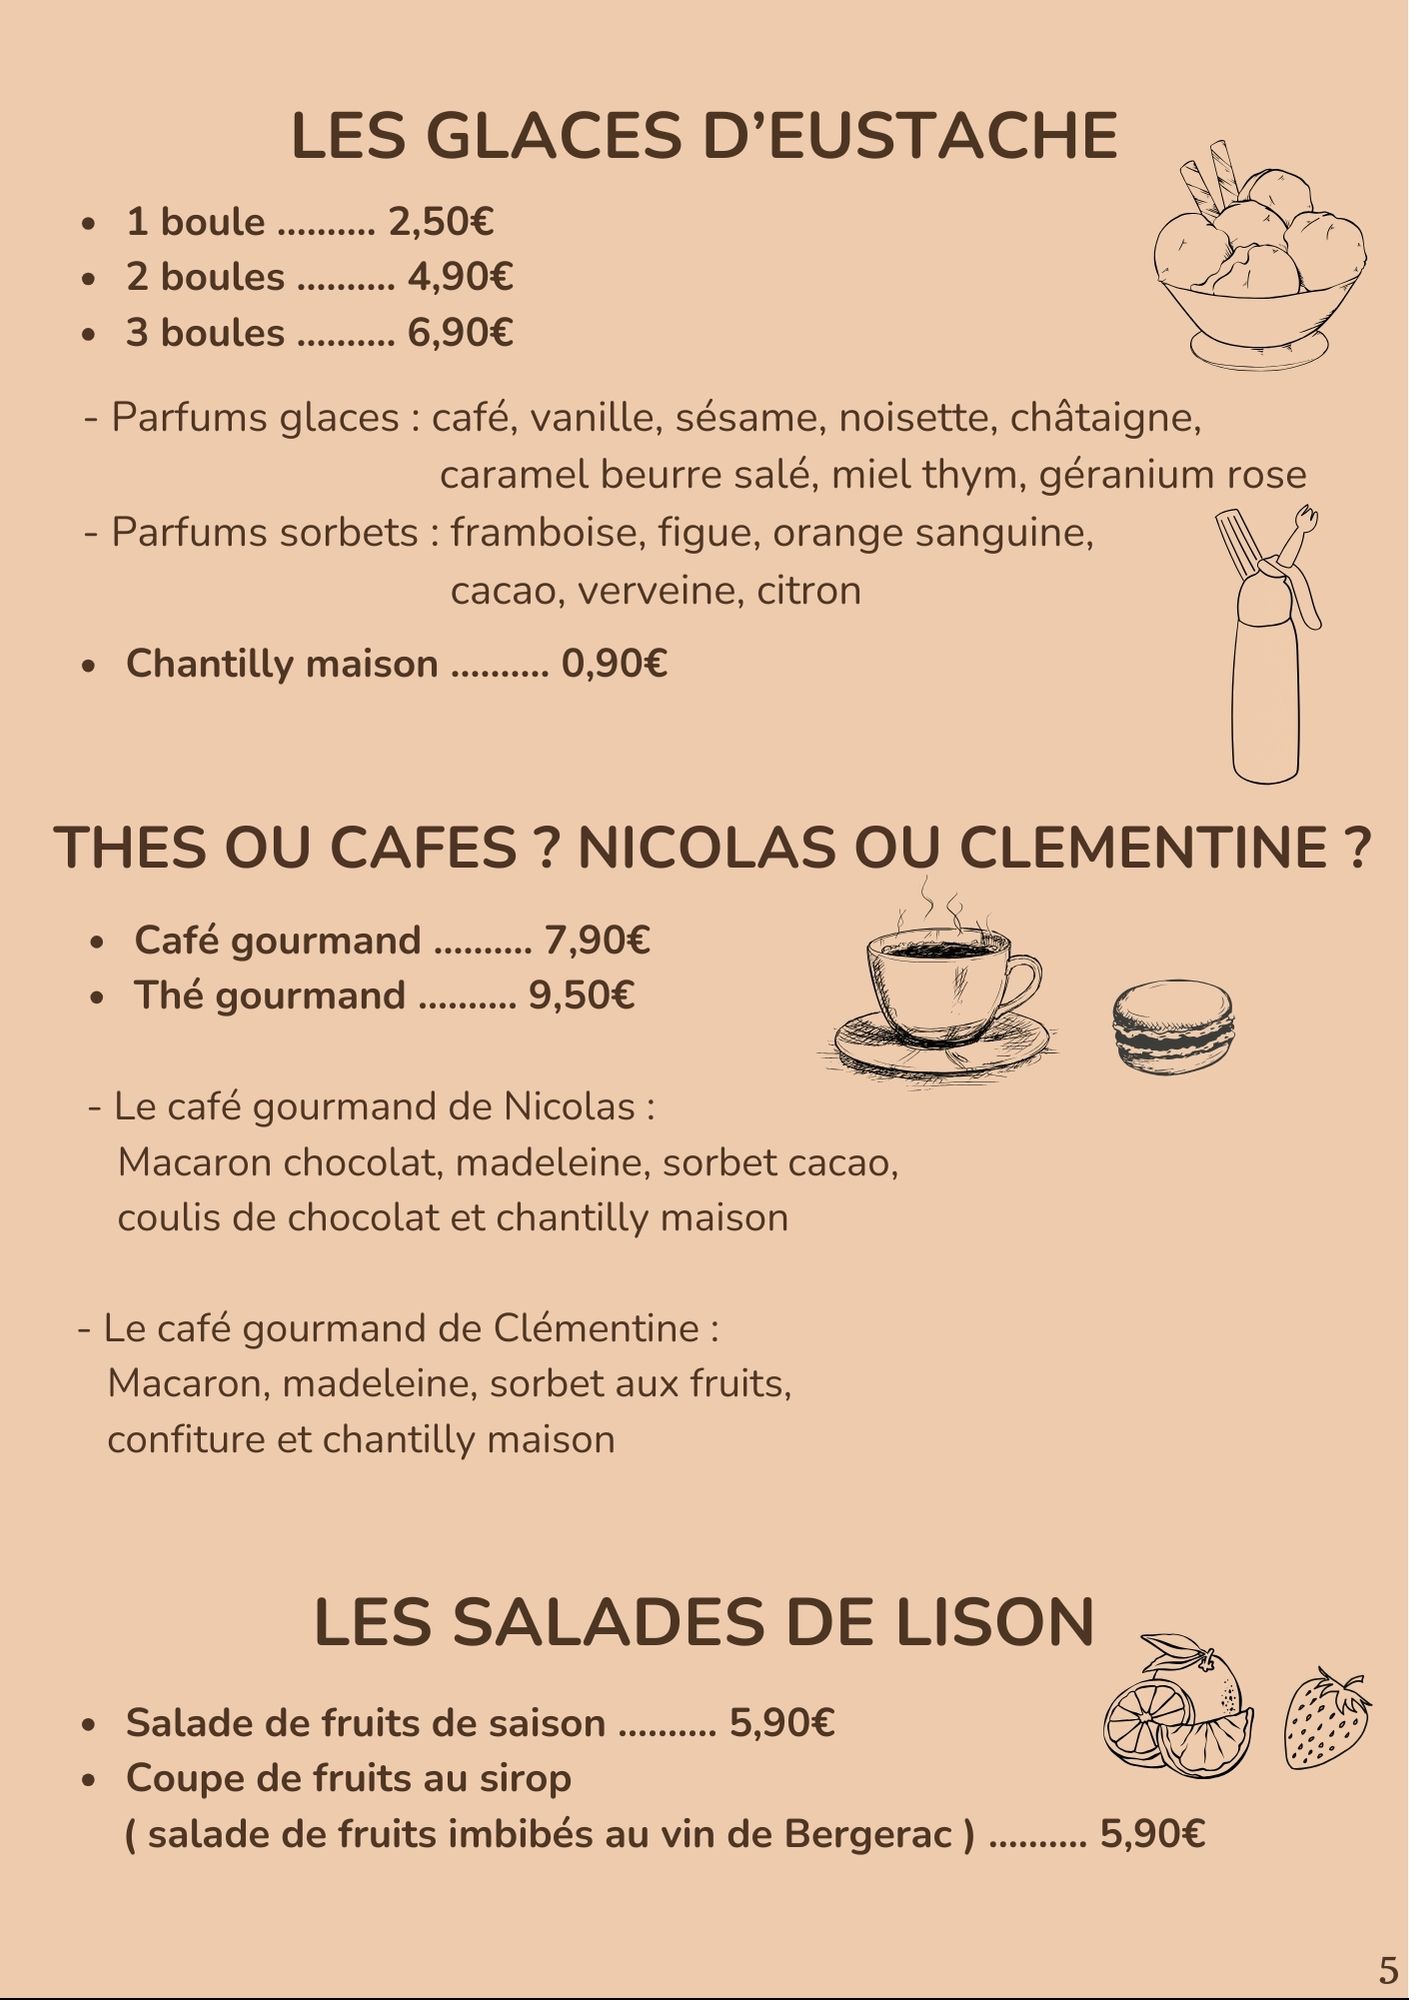 LES GLACES D’EUSTACHE
• 1 boule .......... 2,50€
• 2 boules .......... 4,90€
• 3 boules .......... 6,90€
- Parfums glaces : café, vanille, sésame, noisette, châtaigne,
caramel beurre salé, miel thym, géranium rose
- Parfums sorbets : framboise, figue, orange sanguine,
cacao, verveine, citron
• Chantilly maison .......... 0,90€
THES OU CAFES ? NICOLAS OU CLEMENTINE ?
• Café gourmand .......... 7,90€
• Thé gourmand .......... 9,50€
- Le café gourmand de Nicolas :
Macaron chocolat, madeleine, sorbet cacao,
coulis de chocolat et chantilly maison
- Le café gourmand de Clémentine :
Macaron, madeleine, sorbet aux fruits,
confiture et chantilly maison
LES SALADES DE LISON
• Salade de fruits de saison .......... 5,90€
• Coupe de fruits au sirop
( salade de fruits imbibés au vin de Bergerac ) .......... 5,90€
5